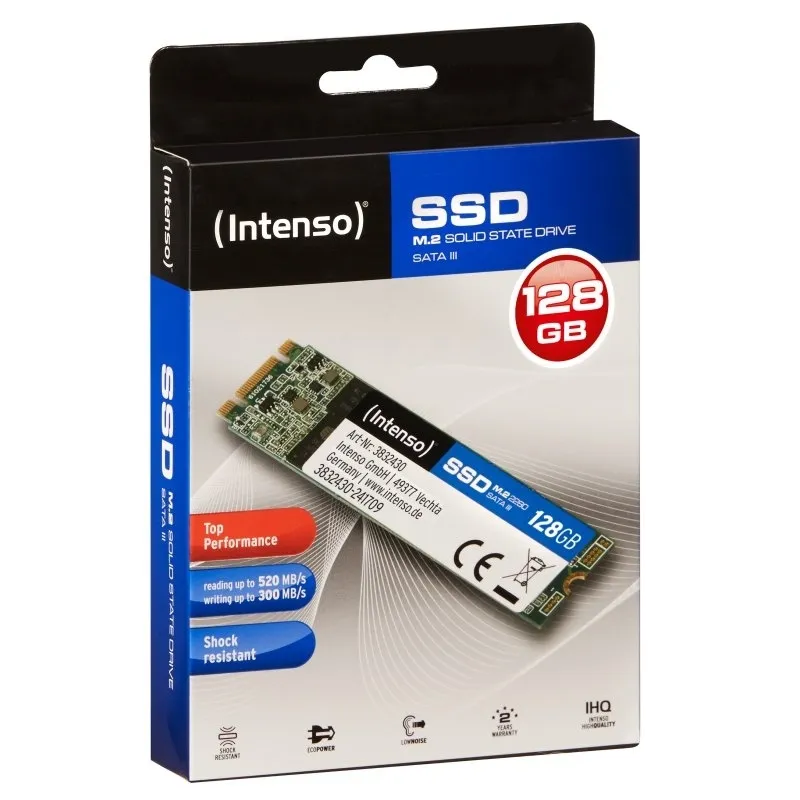 (Intenso)®
(Intenso)®
SSD
M.2 SOLID STATE DRIVE
SATA III
128
GB
SSD M.2 SOLID STATE DRIVE
SATA III
(Intenso)
Art-Nr. 3832430
Intenso GmbH | 49377 Vechta
Germany | www.intenso.de
3832430-241709
SSD M.2 2280
SATA III
128GB
CE
Top
Performance
reading up to 520 MB/s
writing up to 300 MB/s
Shock
resistant
SHOCK
RESISTANT
ECOPOWER
LOWNOISE
2
YEARS
WARRANTY
IHQ
INTENSO
HIGHQUALITY